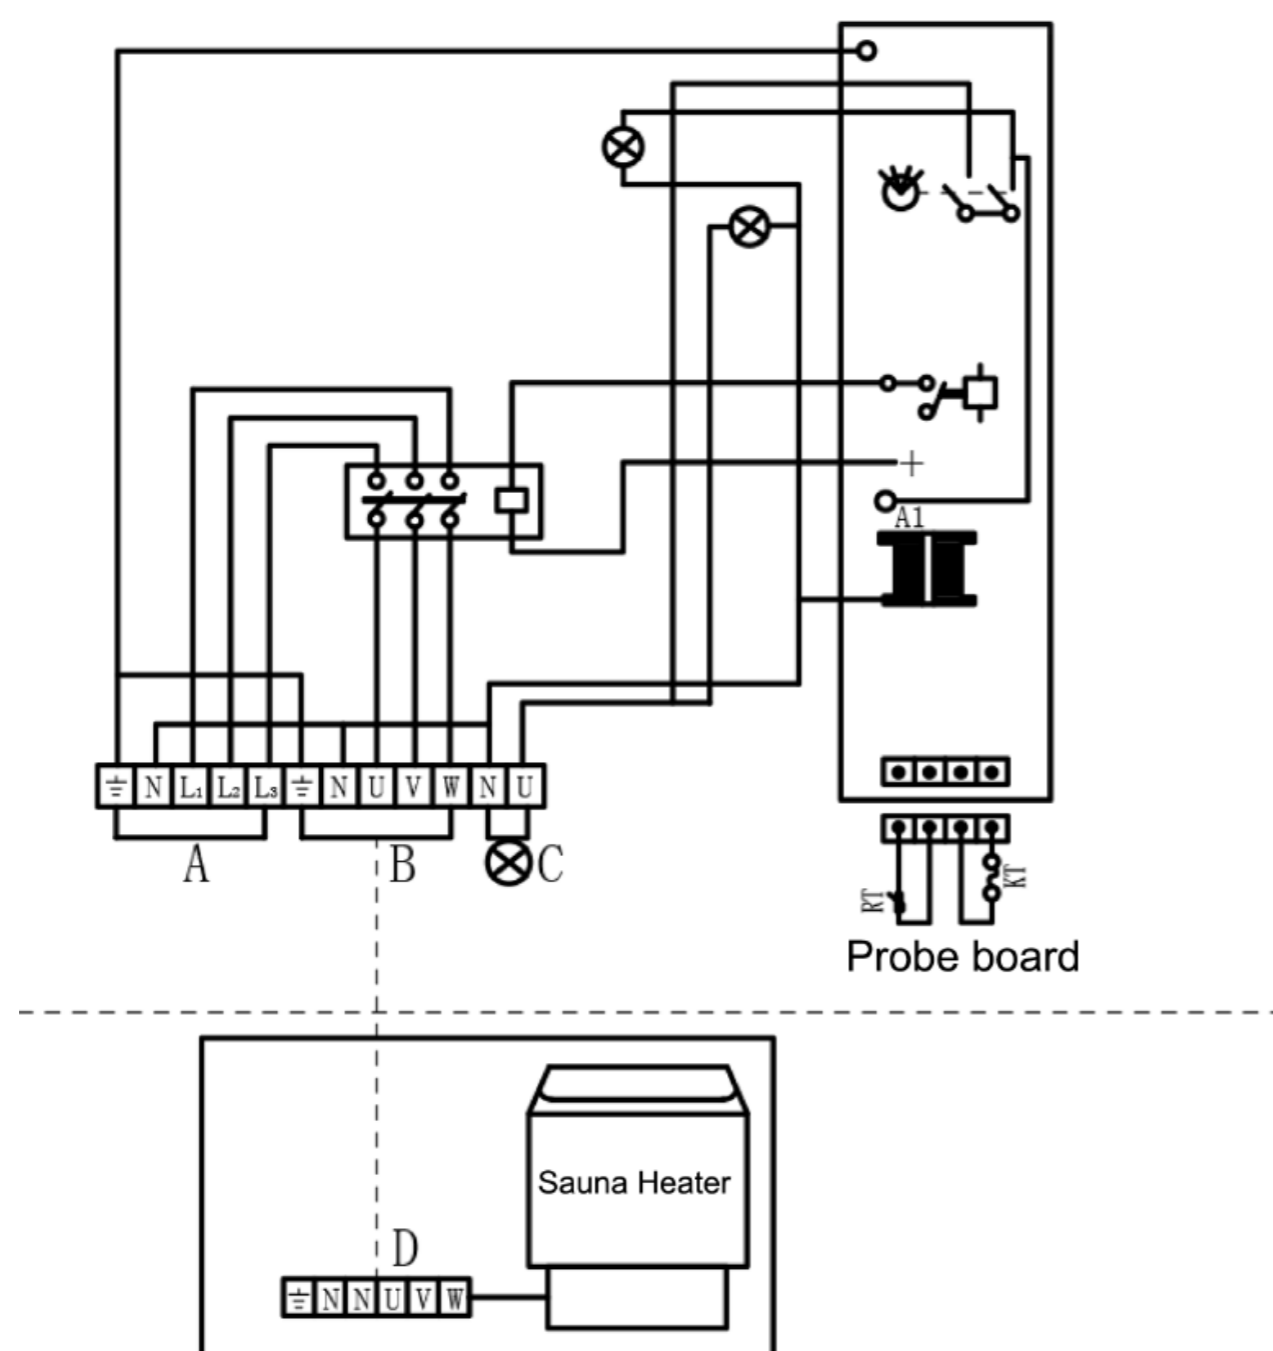 +
A1
N L1 L2 L3 N U V W N U
A B C
RT KT
Probe board
Sauna Heater
D
N N U V W